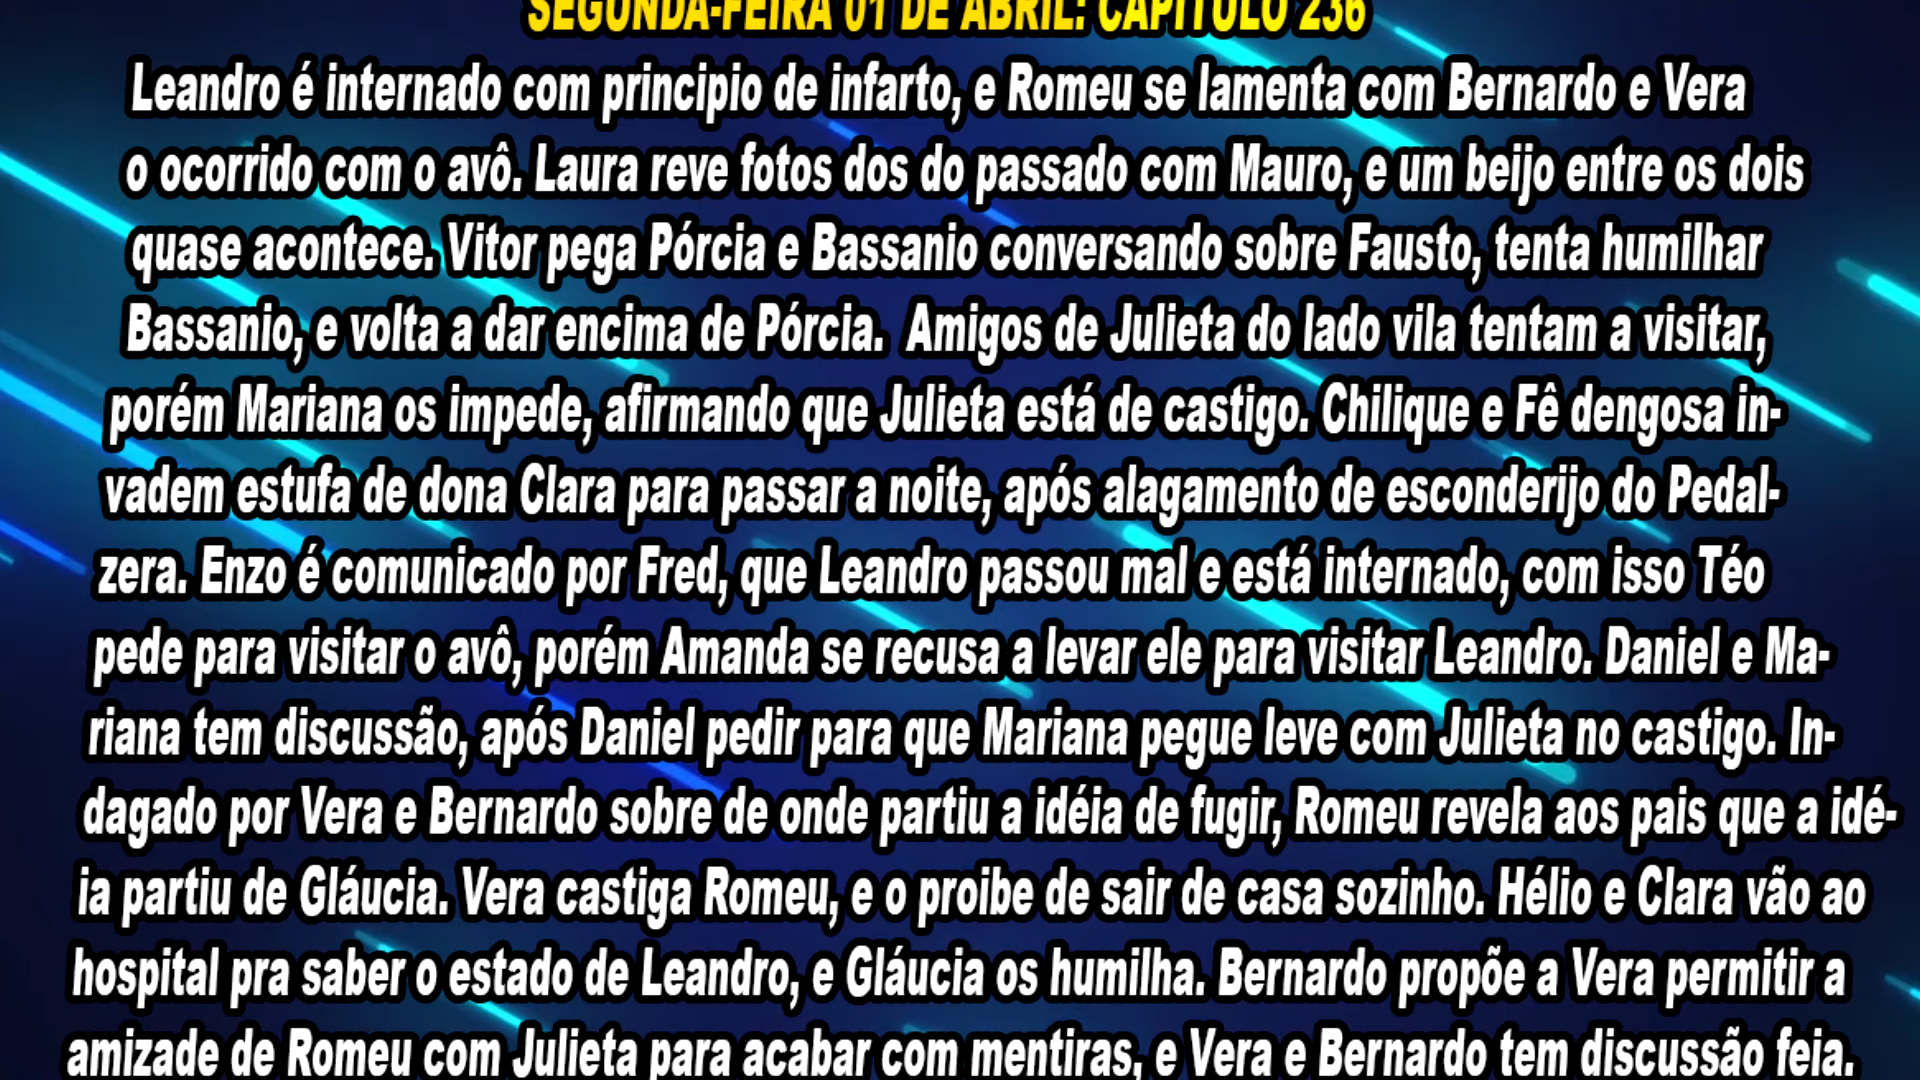 SEGUNDA-FEIRA 01 DE ABRIL: CAPITULO 236
Leandro é internado com principio de infarto, e Romeu se lamenta com Bernardo e Vera
o ocorrido com o avô. Laura reve fotos dos do passado com Mauro, e um beijo entre os dois
quase acontece. Vitor pega Pórcia e Bassanio conversando sobre Fausto, tenta humilhar
Bassanio, e volta a dar encima de Pórcia.  Amigos de Julieta do lado vila tentam a visitar,
porém Mariana os impede, afirmando que Julieta está de castigo. Chilique e Fê dengosa in-
vadem estufa de dona Clara para passar a noite, após alagamento de esconderijo do Pedal-
zera. Enzo é comunicado por Fred, que Leandro passou mal e está internado, com isso Téo
pede para visitar o avô, porém Amanda se recusa a levar ele para visitar Leandro. Daniel e Ma-
riana tem discussão, após Daniel pedir para que Mariana pegue leve com Julieta no castigo. In-
dagado por Vera e Bernardo sobre de onde partiu a idéia de fugir, Romeu revela aos pais que a idé-
ia partiu de Gláucia. Vera castiga Romeu, e o proibe de sair de casa sozinho. Hélio e Clara vão ao
hospital pra saber o estado de Leandro, e Gláucia os humilha. Bernardo propõe a Vera permitir a
amizade de Romeu com Julieta para acabar com mentiras, e Vera e Bernardo tem discussão feia.